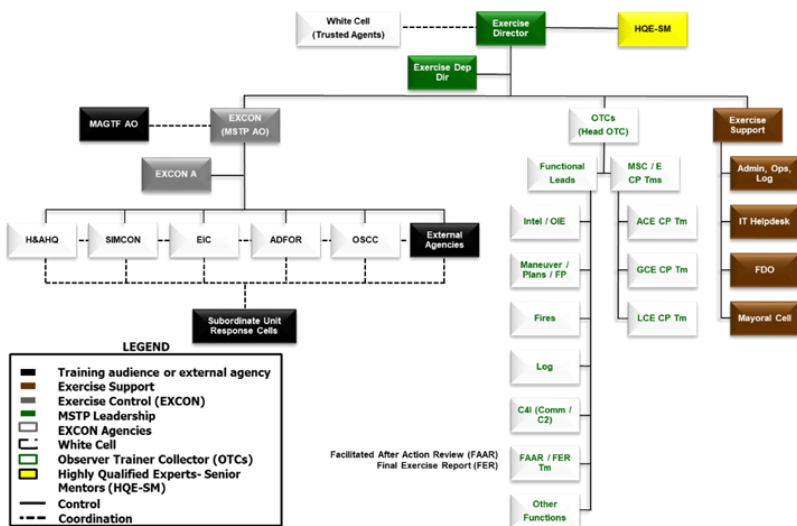 White Cell
(Trusted Agents)
Exercise
Director
HQE-SM
Exercise Dep
Dir
MAGTF AO
EXCON
(MSTP AO)
OTCs
(Head OTC)
Exercise
Support
EXCON A
Functional
Leads
MSC / E
CP Tms
Admin, Ops,
Log
Intel / OIE
ACE CP Tm
IT Helpdesk
H&AHQ
SIMCON
EIC
ADFOR
OSCC
External
Agencies
Maneuver /
Plans / FP
GCE CP Tm
FDO
Subordinate Unit
Response Cells
Fires
LCE CP Tm
Mayoral Cell
Log
C4I (Comm /
C2)
Facilitated After Action Review (FAAR)
Final Exercise Report (FER)
FAAR / FER
Tm
Other
Functions
LEGEND
Training audience or external agency
Exercise Support
Exercise Control (EXCON)
MSTP Leadership
EXCON Agencies
White Cell
Observer Trainer Collector (OTCs)
Highly Qualified Experts- Senior
Mentors (HQE-SM)
Control
Coordination